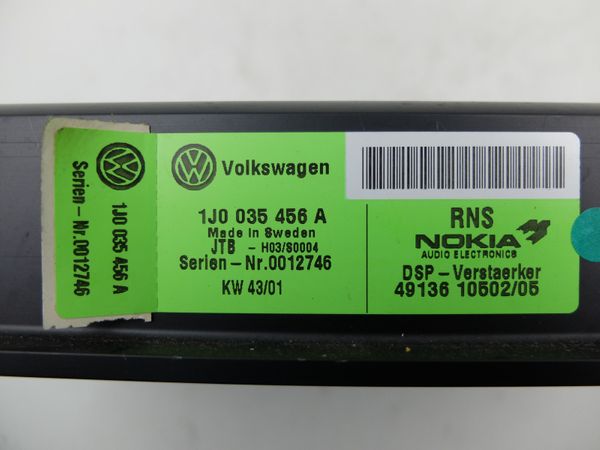 1J0 035 456 A
Serien-Nr.0012746
Volkswagen
1J0 035 456 A
Made in Sweden
JTB - H03/S0004
Serien-Nr.0012746
KW 43/01
RNS
NOKIA
AUDIO ELECTRONICS
DSP-Verstaerker
49136 10502/05